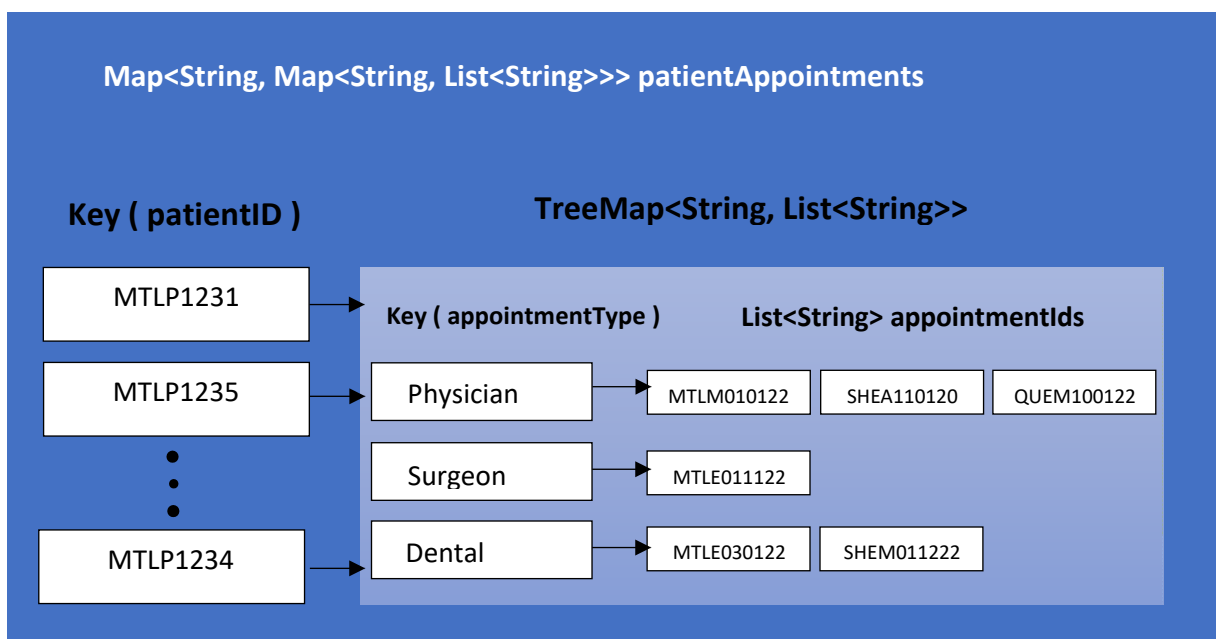 Map<String, Map<String, List<String>>>> patientAppointments
Key ( patientID )
TreeMap<String, List<String>>
MTLP1231
Key ( appointmentType )
List<String> appointmentIds
MTLP1235
Physician
MTLM010122
SHEA110120
QUEM100122
Surgeon
MTLE011122
MTLP1234
Dental
MTLE030122
SHEM011222